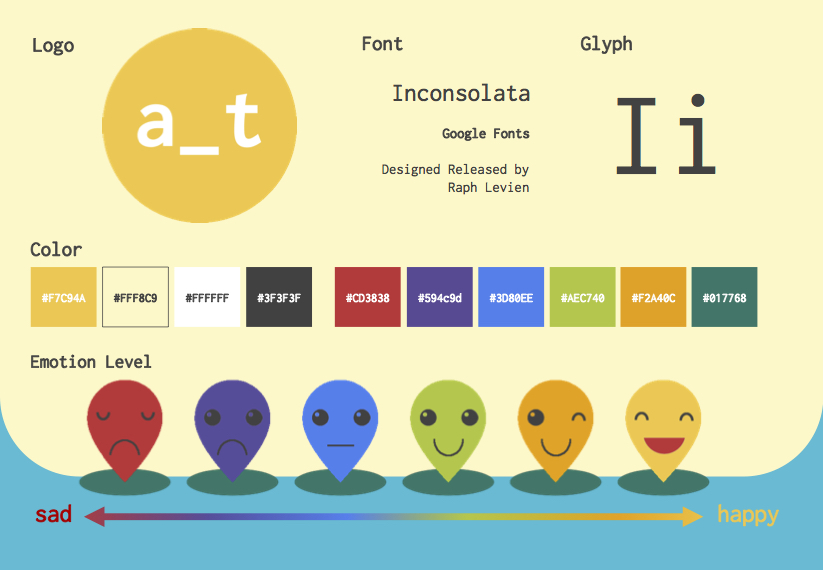 Logo
Font
Glyph
a_t
Inconsolata
Google Fonts
Designed Released by
Raph Levien
Ii
Color
#F7C94A
#FFF8C9
#FFFFFF
#3F3F3F
#CD3838
#594c9d
#3D80EE
#AEC740
#F2A40C
#017768
Emotion Level
sad
happy